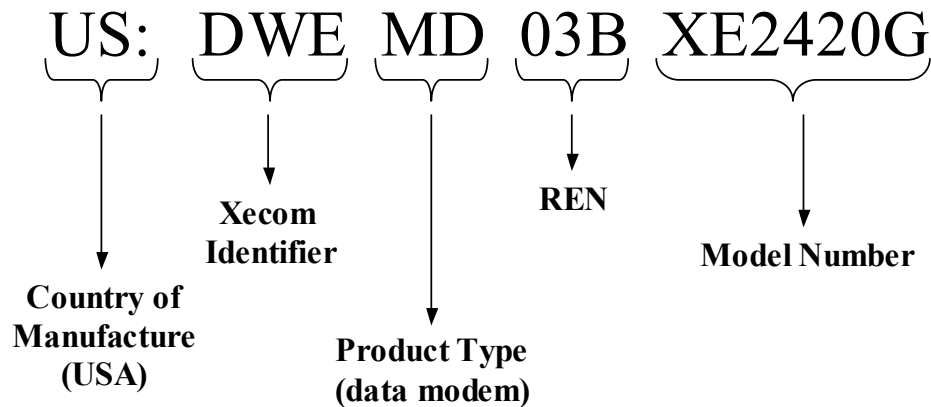 US: DWE MD 03B XE2420G
Xecom
Identifier
REN
Model Number
Country of
Manufacture
(USA)
Product Type
(data modem)